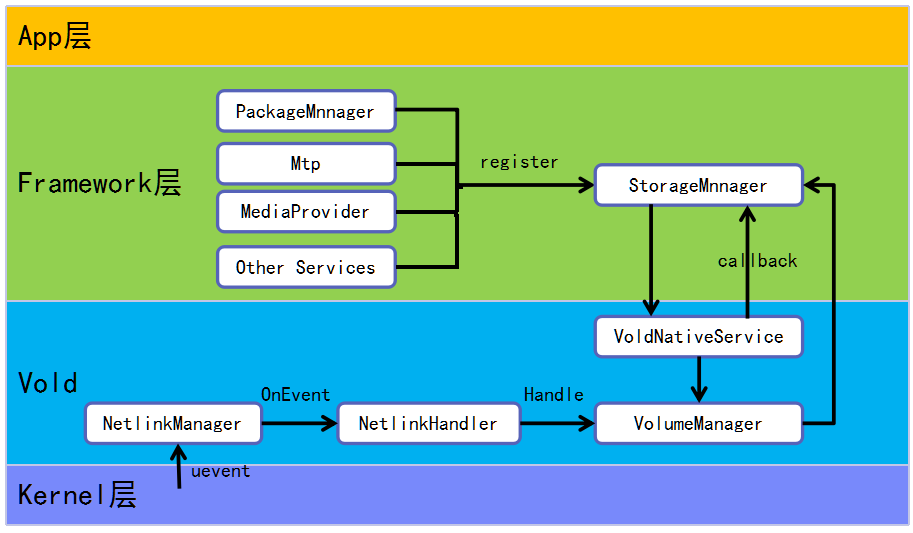 App层
Framework层
PackageMnnager
Mtp
MediaProvider
Other Services
register
StorageMnnager
callback
Vold
VoldNativeService
NetlinkManager
OnEvent
NetlinkHandler
Handle
VolumeManager
uevent
Kernel层